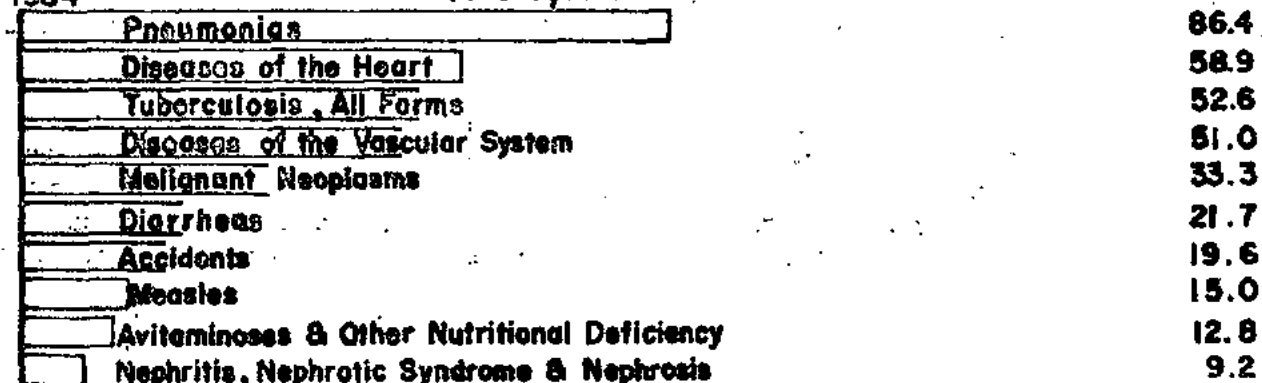 Pneumonias 86.4
Diseases of the Heart 58.9
Tuberculosis, All Forms 52.6
Diseases of the Vascular System 51.0
Malignant Neoplasms 33.3
Diarrheas 21.7
Accidents 19.6
Measles 15.0
Avitaminoses & Other Nutritional Deficiency 12.8
Nephritis, Nephrotic Syndrome & Nephrosis 9.2